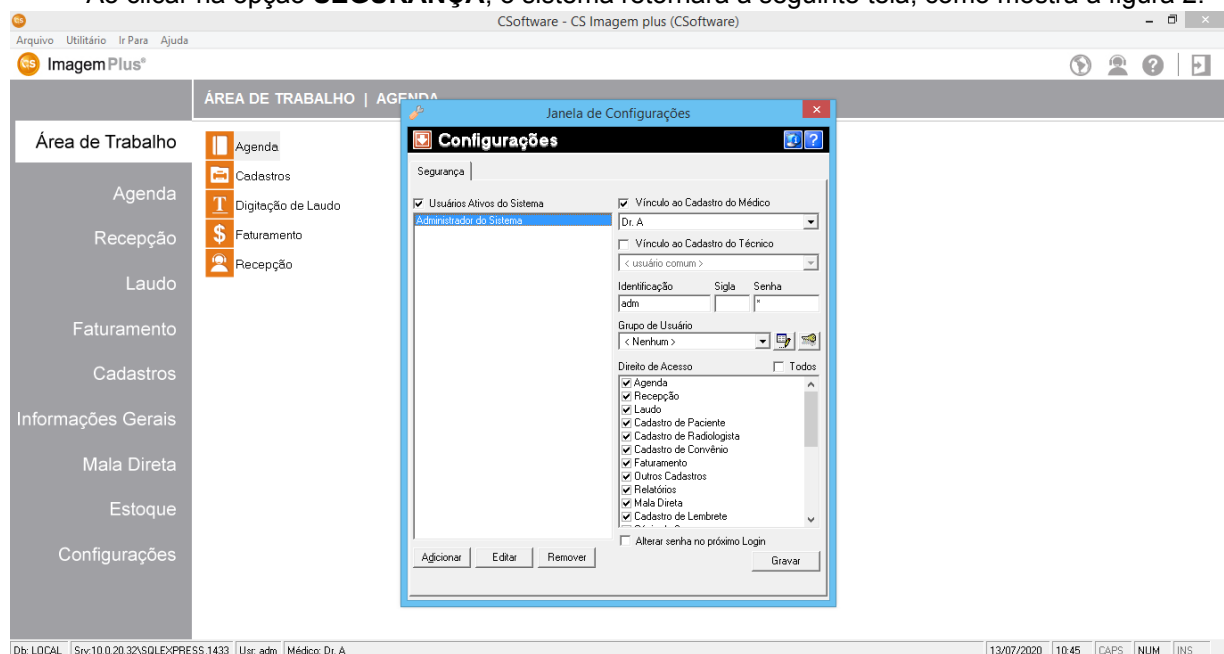 Ao clicar na opção SEGURANÇA, o sistema retornará a seguinte tela, como mostra a figura 2.
CSoftware - CS Imagem plus (CSoftware)
Arquivo Utilitário Ir Para Ajuda
cs Imagem Plus®
ÁREA DE TRABALHO | AGENDA
Área de Trabalho
Agenda
Recepção
Laudo
Faturamento
Cadastros
Informações Gerais
Mala Direta
Estoque
Configurações
Agenda
Cadastros
Digitação de Laudo
Faturamento
Recepção
Janela de Configurações
Configurações
Segurança
Usuários Ativos do Sistema
Administrador do Sistema
Adicionar Editar Remover
Vínculo ao Cadastro do Médico
Dr. A
Vínculo ao Cadastro do Técnico
< usuário comum >
Identificação Sigla Senha
adm *
Grupo de Usuário
< Nenhum >
Direito de Acesso Todos
Agenda
Recepção
Laudo
Cadastro de Paciente
Cadastro de Radiologista
Cadastro de Convênio
Faturamento
Outros Cadastros
Relatórios
Mala Direta
Cadastro de Lembrete
Alterar senha no próximo Login
Gravar
Db: LOCAL Srv:10.0.20.32\SQLEXPRESS,1433 Usr: adm Médico: Dr. A 13/07/2020 10:45 CAPS NUM INS